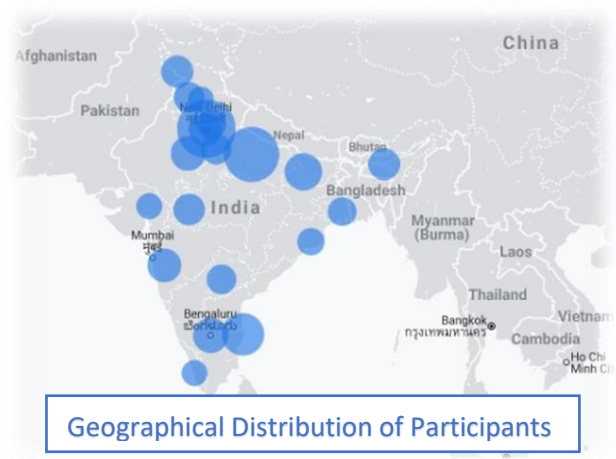 China
Afghanistan
Pakistan
New Delhi
Nepal
Bhutan
Bangladesh
India
Myanmar
(Burma)
Mumbai
मुंबई
Laos
Thailand
Bengaluru
ಬೆಂಗಳೂರು
Bangkok
กรุงเทพมหานคร
Vietnam
Cambodia
Ho Chi
Minh Cit
Geographical Distribution of Participants